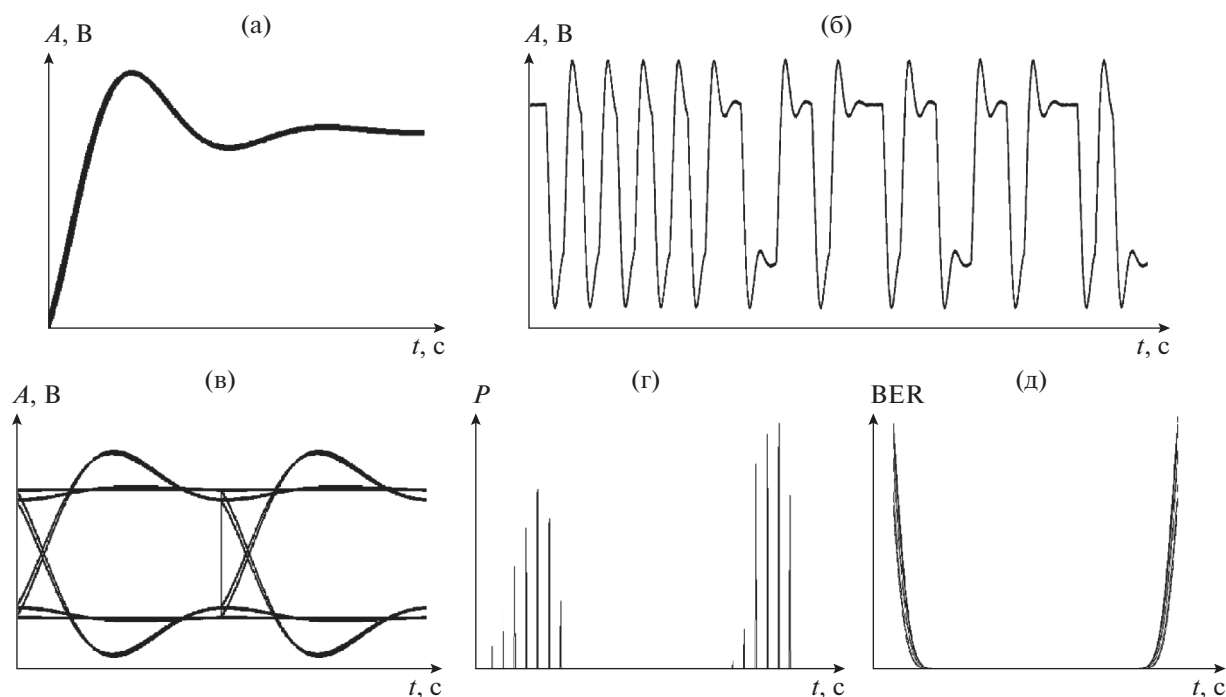 (а)
A, В
t, с
(б)
A, В
t, с
(в)
A, В
t, с
(г)
P
t, с
(д)
BER
t, с